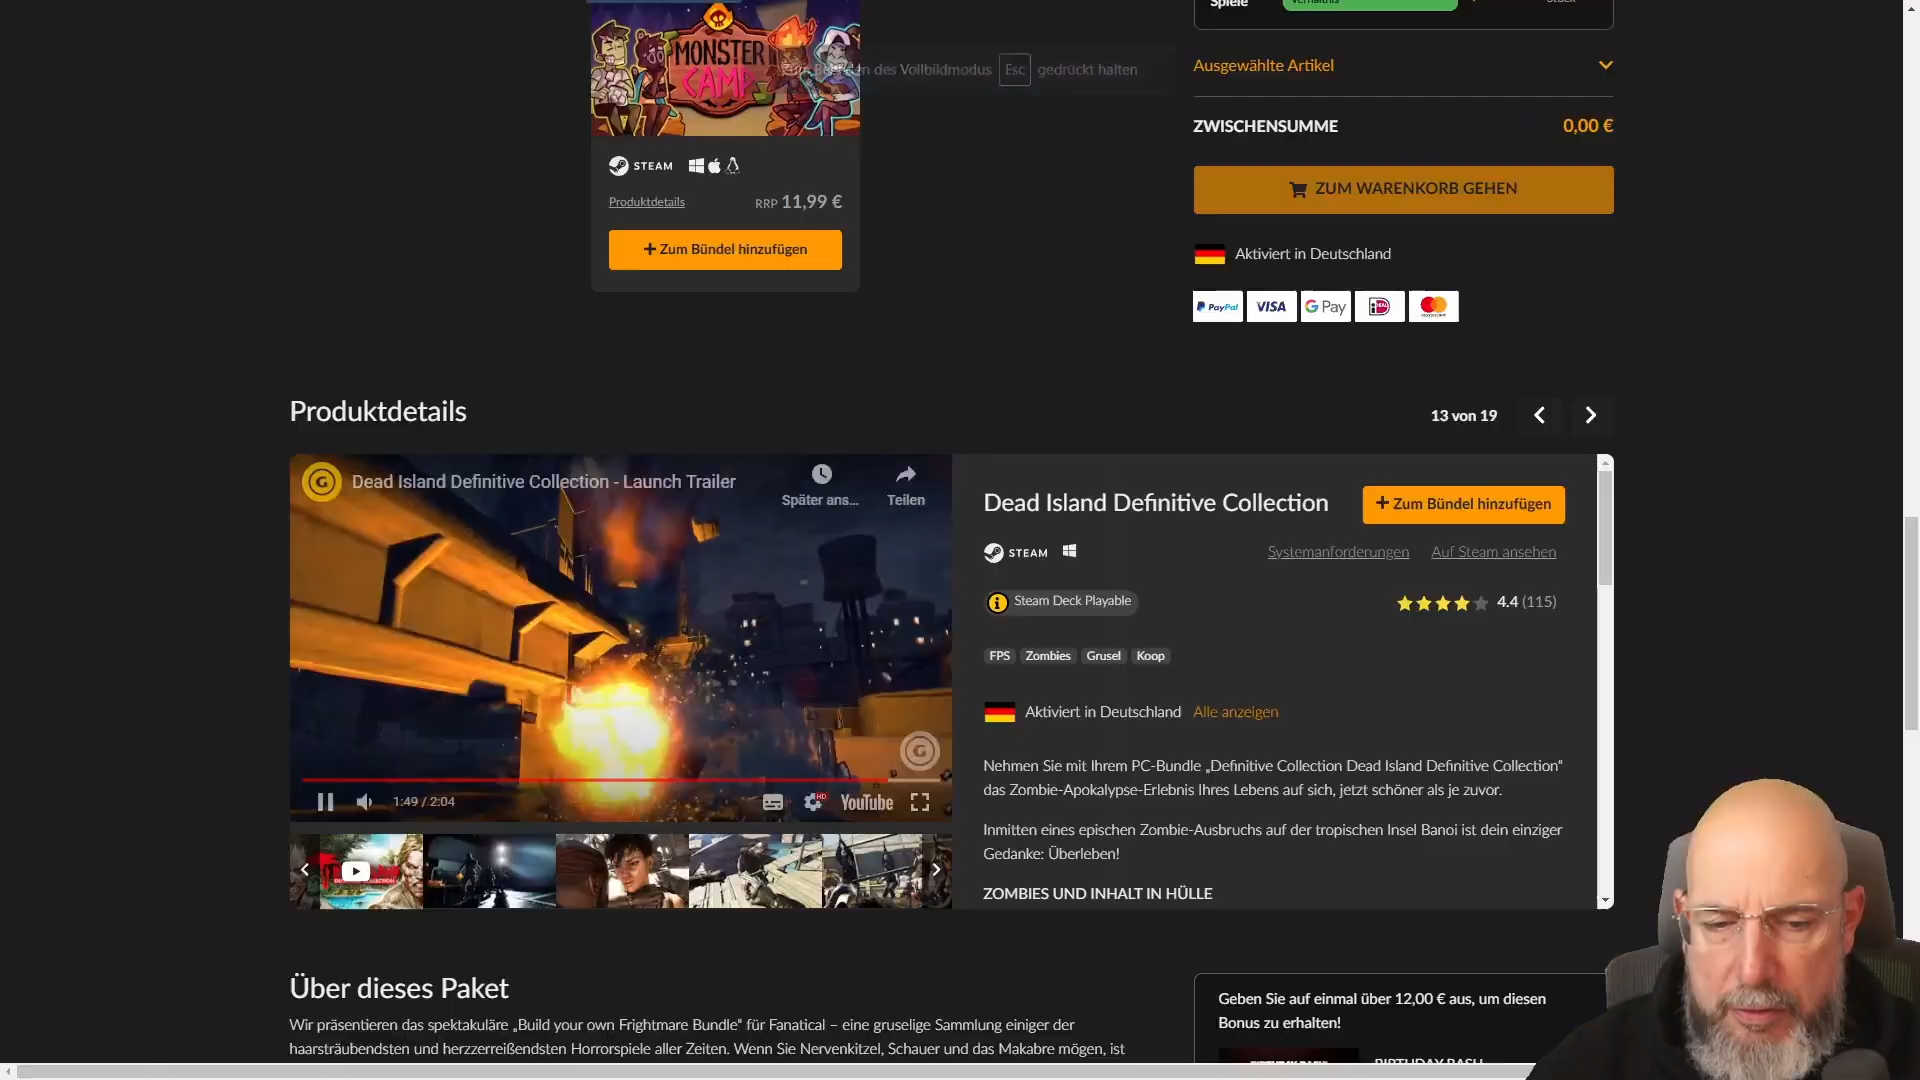 Spiele
MONSTER
CAMP
des Vollbildmodus Esc gedrückt halten
STEAM
Produktdetails
RRP 11,99 €
+ Zum Bündel hinzufügen
Ausgewählte Artikel
ZWISCHENSUMME
0,00 €
ZUM WARENKORB GEHEN
Aktiviert in Deutschland
PayPal VISA G Pay iDEAL mastercard
Produktdetails
13 von 19
G Dead Island Definitive Collection - Launch Trailer
Später ans...
Teilen
G
1:49 / 2:04
HD
YouTube
Dead Island Definitive Collection
+ Zum Bündel hinzufügen
STEAM
Systemanforderungen
Auf Steam ansehen
Steam Deck Playable
4.4 (115)
FPS Zombies Grusel Koop
Aktiviert in Deutschland Alle anzeigen
Nehmen Sie mit Ihrem PC-Bundle „Definitive Collection Dead Island Definitive Collection“
das Zombie-Apokalypse-Erlebnis Ihres Lebens auf sich, jetzt schöner als je zuvor.
Inmitten eines epischen Zombie-Ausbruchs auf der tropischen Insel Banoi ist dein einziger
Gedanke: Überleben!
ZOMBIES UND INHALT IN HÜLLE
Über dieses Paket
Wir präsentieren das spektakuläre „Build your own Frightmare Bundle“ für Fanatical – eine gruselige Sammlung einiger der
haarsträubendsten und herzzerreißendsten Horrorspiele aller Zeiten. Wenn Sie Nervenkitzel, Schauer und das Makabre mögen, ist
Geben Sie auf einmal über 12,00 € aus, um diesen
Bonus zu erhalten!
BIRTHDAY BASH